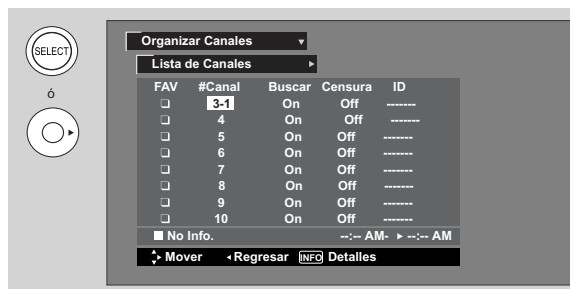 SELECT
ó
Organizar Canales ▼
Lista de Canales ▶
FAV #Canal Buscar Censura ID
❏ 3-1 On Off -------
❏ 4 On Off -------
❏ 5 On Off -------
❏ 6 On Off -------
❏ 7 On Off -------
❏ 8 On Off -------
❏ 9 On Off -------
❏ 10 On Off -------
No Info. --:-- AM- ▶ --:-- AM
Mover ◂Regresar INFO Detalles